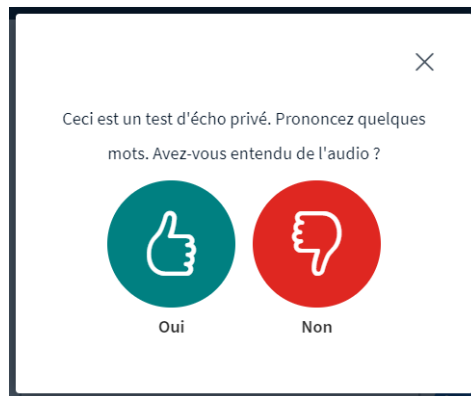 Ceci est un test d'écho privé. Prononcez quelques
mots. Avez-vous entendu de l'audio ?
Oui
Non